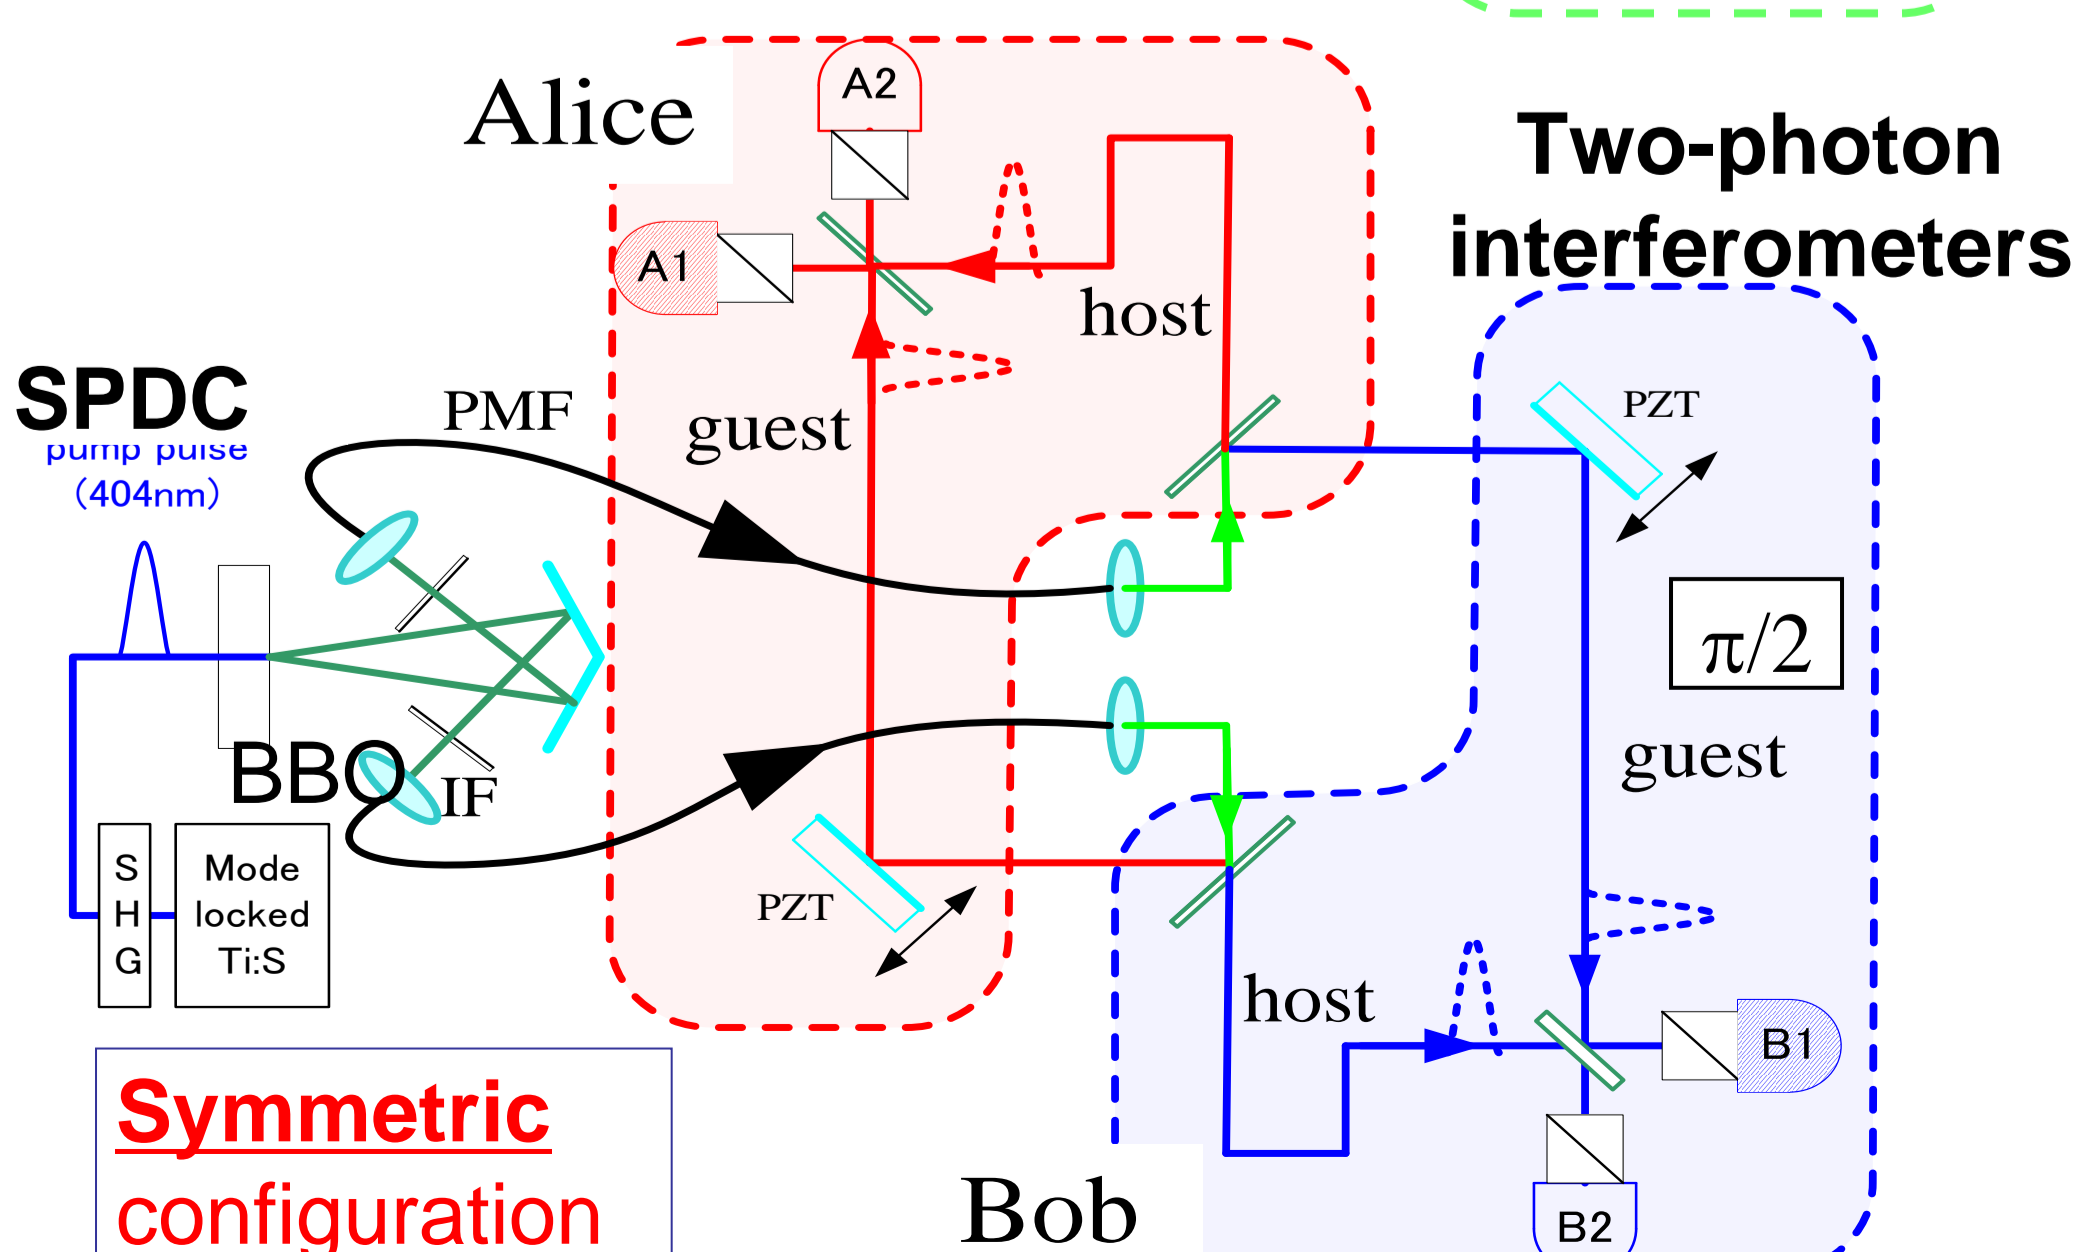 Alice
A2
Two-photon
interferometers
A1
host
SPDC
PMF
guest
pump pulse
(404nm)
PZT
π/2
guest
BBO
IF
S
H
G
Mode
locked
Ti:S
PZT
host
B1
Symmetric
configuration
Bob
B2